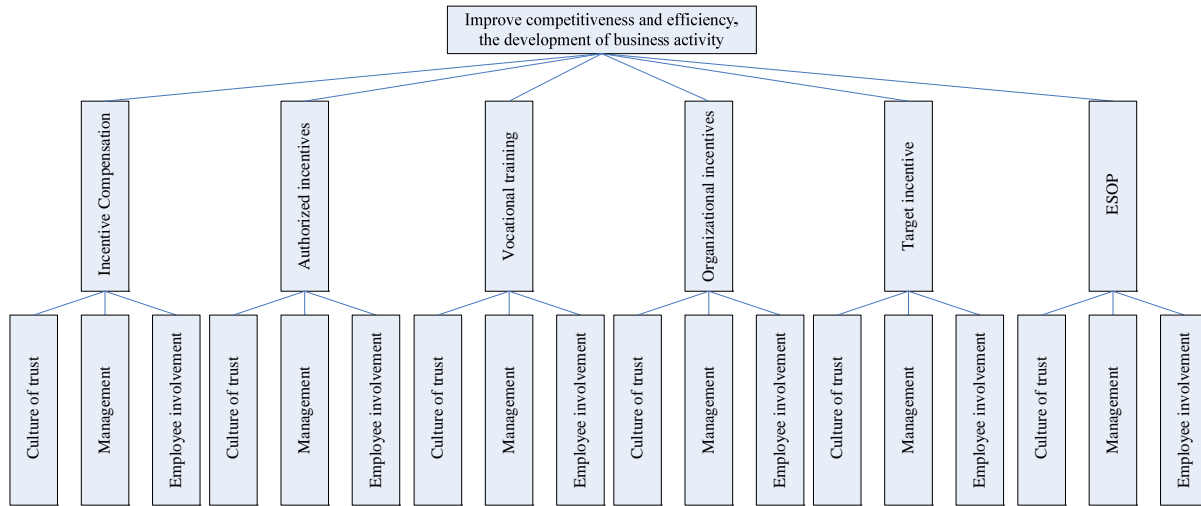 Improve competitiveness and efficiency,
the development of business activity
Incentive Compensation
Authorized incentives
Vocational training
Organizational incentives
Target incentive
ESOP
Culture of trust
Management
Employee involvement
Culture of trust
Management
Employee involvement
Culture of trust
Management
Employee involvement
Culture of trust
Management
Employee involvement
Culture of trust
Management
Employee involvement
Culture of trust
Management
Employee involvement